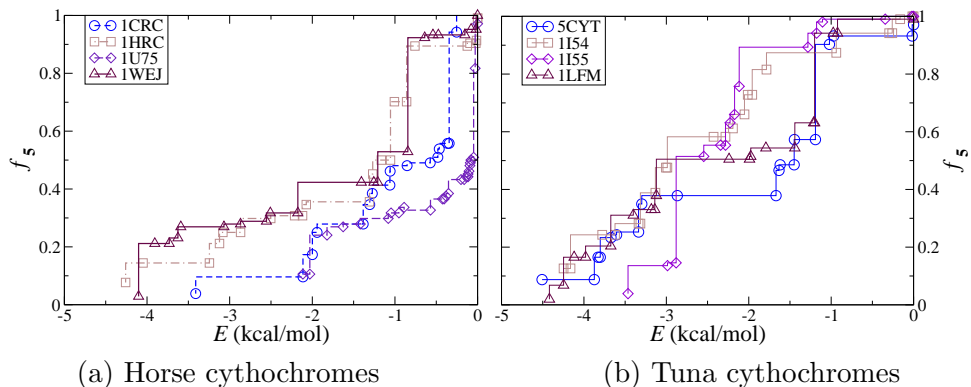 1
0.8
0.6
0.4
0.2
0
-5
-4
-3
-2
-1
0
E (kcal/mol)
f5
1CRC
1HRC
1U75
1WEJ
(a) Horse cythochromes
1
0.8
0.6
0.4
0.2
0
-5
-4
-3
-2
-1
0
E (kcal/mol)
f5
5CYT
1I54
1I55
1LFM
(b) Tuna cythochromes